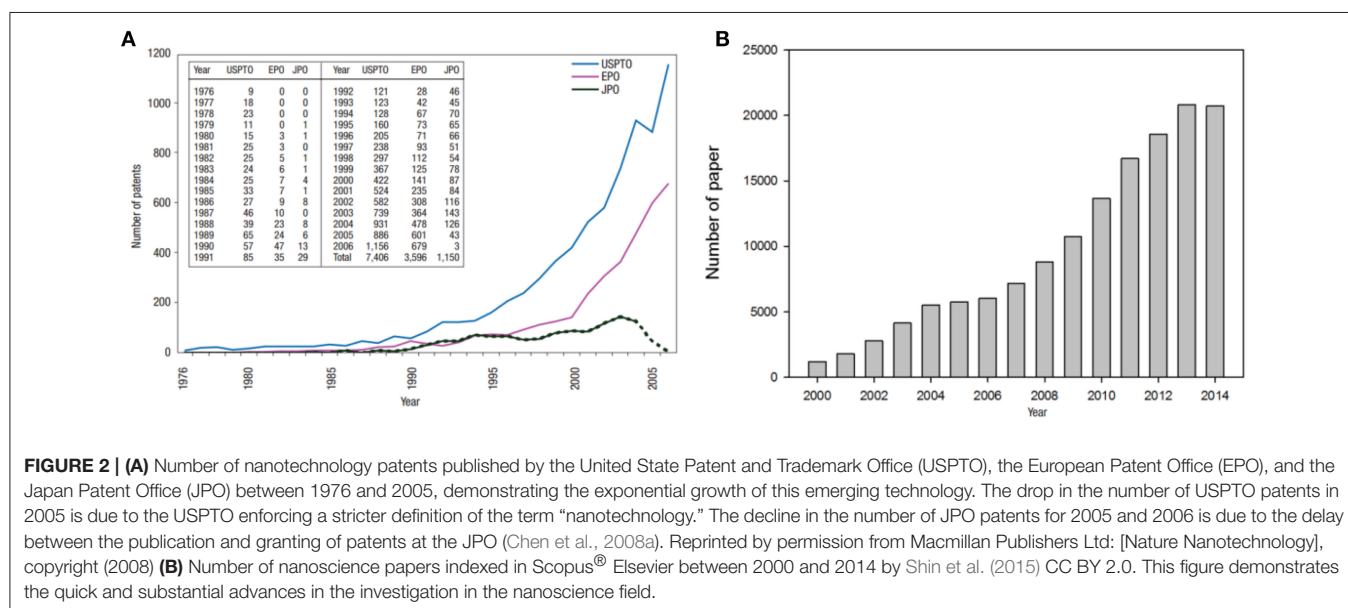 A
1200
1000
800
600
400
200
0
Number of patents
Year USPTO EPO JPO Year USPTO EPO JPO
1976 9 0 0 1992 121 28 46
1977 18 0 0 1993 123 42 45
1978 23 0 0 1994 128 67 70
1979 11 0 1 1995 160 73 65
1980 15 3 1 1996 205 71 66
1981 25 3 0 1997 238 93 51
1982 25 5 1 1998 297 112 54
1983 24 6 1 1999 367 125 78
1984 25 7 4 2000 422 141 87
1985 33 7 1 2001 524 235 84
1986 27 9 8 2002 582 308 116
1987 46 10 0 2003 739 364 143
1988 39 23 8 2004 931 478 126
1989 65 24 6 2005 886 601 43
1990 57 47 13 2006 1,156 679 3
1991 85 35 29 Total 7,406 3,596 1,150
USPTO
EPO
JPO
1976 1980 1985 1990 1995 2000 2005
Year
B
25000
20000
15000
10000
5000
0
Number of paper
2000 2002 2004 2006 2008 2010 2012 2014
Year
FIGURE 2 | (A) Number of nanotechnology patents published by the United State Patent and Trademark Office (USPTO), the European Patent Office (EPO), and the
Japan Patent Office (JPO) between 1976 and 2005, demonstrating the exponential growth of this emerging technology. The drop in the number of USPTO patents in
2005 is due to the USPTO enforcing a stricter definition of the term “nanotechnology.” The decline in the number of JPO patents for 2005 and 2006 is due to the delay
between the publication and granting of patents at the JPO (Chen et al., 2008a). Reprinted by permission from Macmillan Publishers Ltd: [Nature Nanotechnology],
copyright (2008) (B) Number of nanoscience papers indexed in Scopus® Elsevier between 2000 and 2014 by Shin et al. (2015) CC BY 2.0. This figure demonstrates
the quick and substantial advances in the investigation in the nanoscience field.